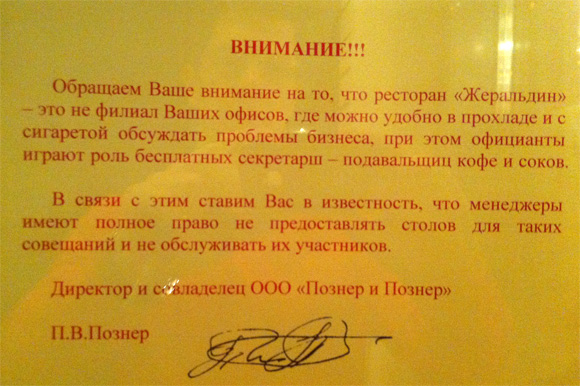 ВНИМАНИЕ!!!
Обращаем Ваше внимание на то, что ресторан «Жеральдин»
– это не филиал Ваших офисов, где можно удобно в прохладе и с
сигаретой обсуждать проблемы бизнеса, при этом официанты
играют роль бесплатных секретарш – подавальщиц кофе и соков.
В связи с этим ставим Вас в известность, что менеджеры
имеют полное право не предоставлять столов для таких
совещаний и не обслуживать их участников.
Директор и совладелец ООО «Познер и Познер»
П.В.Познер